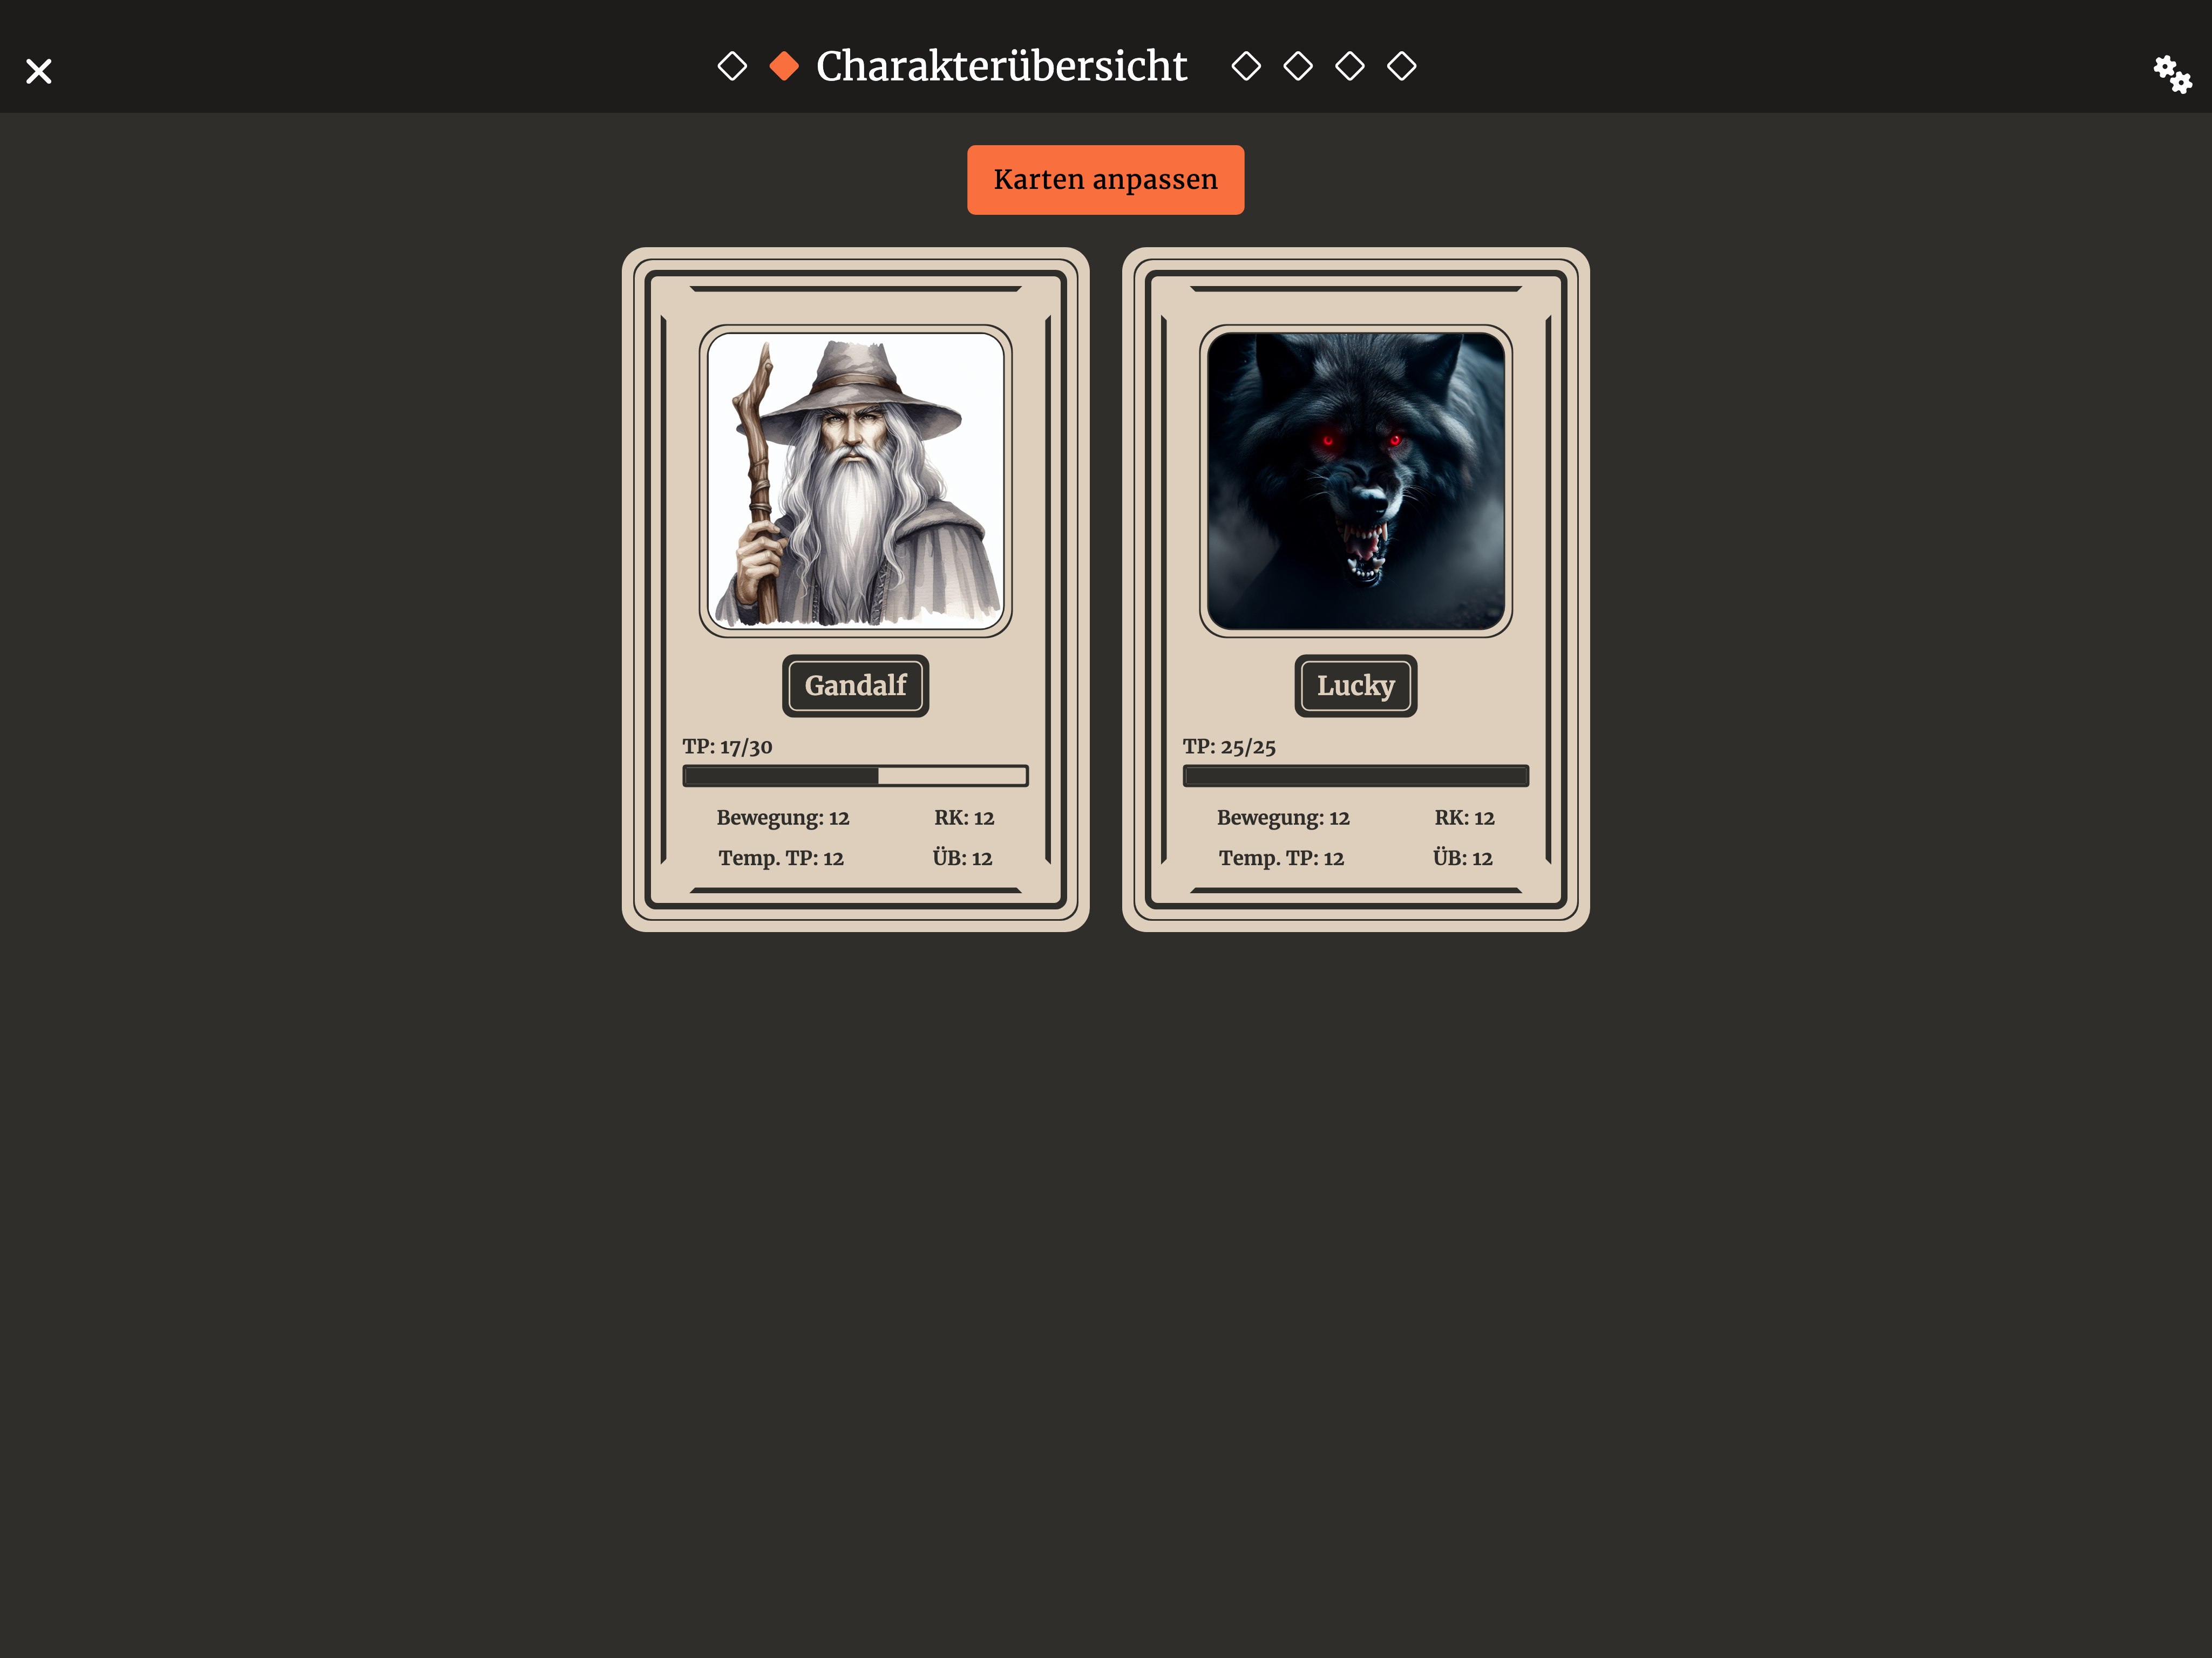 Charakterübersicht
Karten anpassen
Gandalf
TP: 17/30
Bewegung: 12 RK: 12
Temp. TP: 12 ÜB: 12
Lucky
TP: 25/25
Bewegung: 12 RK: 12
Temp. TP: 12 ÜB: 12